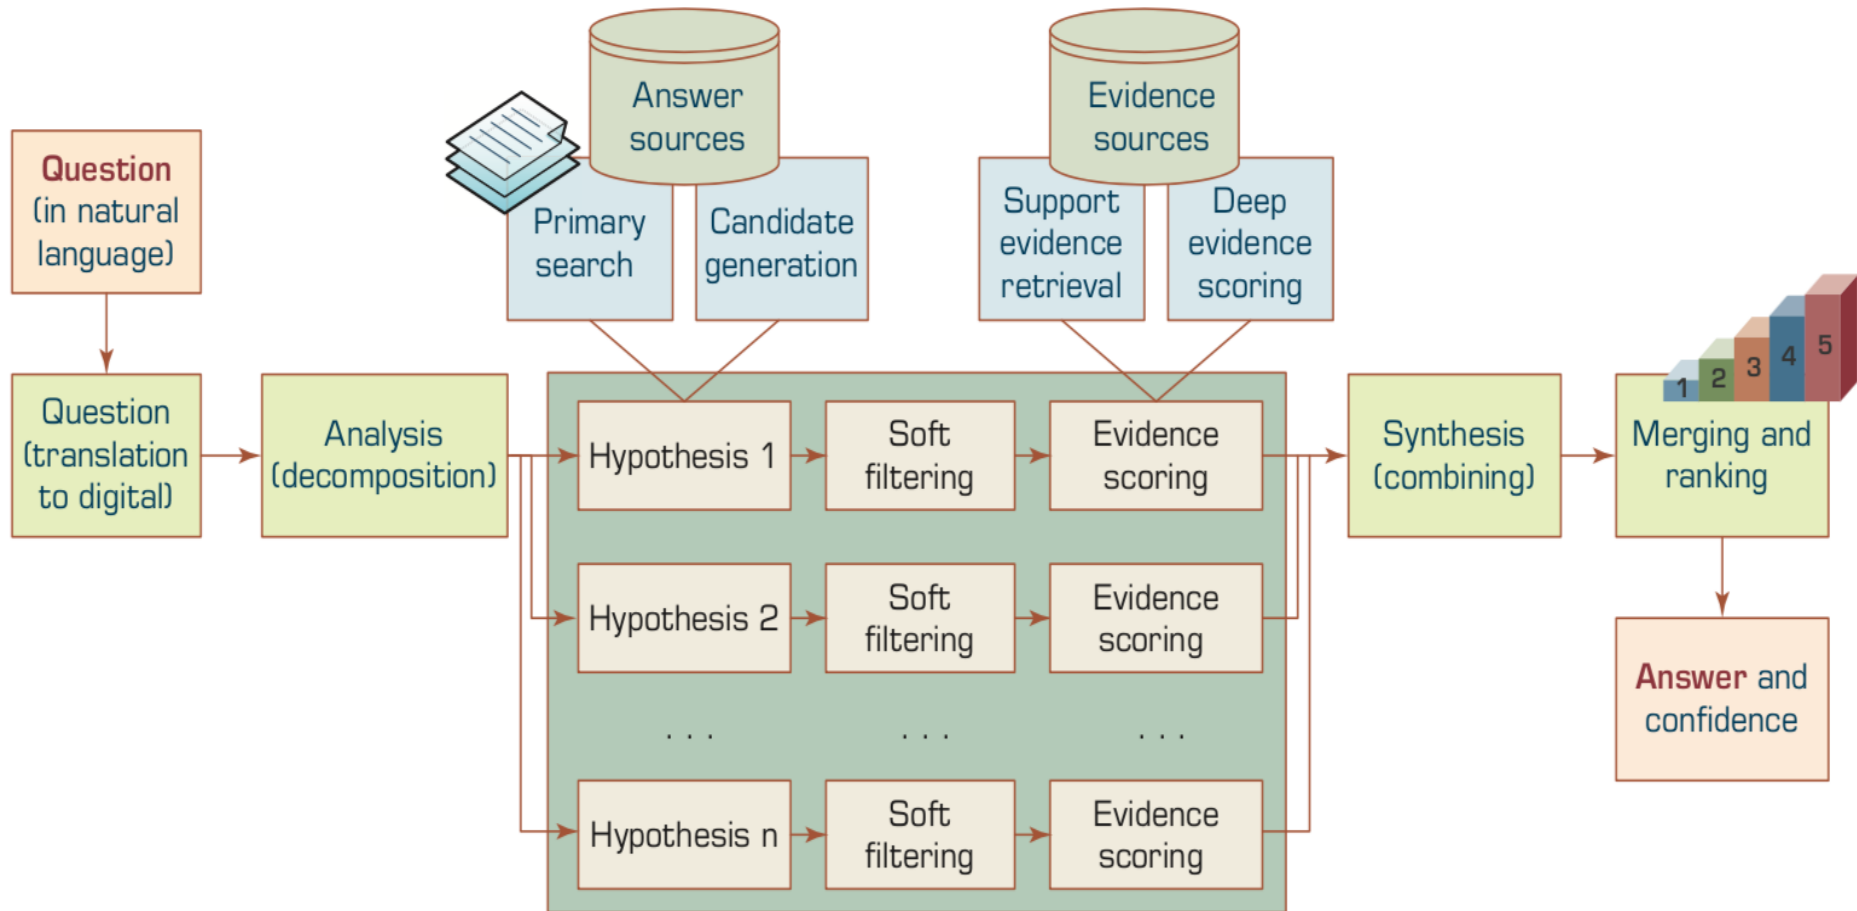 Answer
sources
Evidence
sources
Question
(in natural
language)
Primary
search
Candidate
generation
Support
evidence
retrieval
Deep
evidence
scoring
1
2
3
4
5
Question
(translation
to digital)
Analysis
(decomposition)
Hypothesis 1
Soft
filtering
Evidence
scoring
Synthesis
(combining)
Merging and
ranking
Hypothesis 2
Soft
filtering
Evidence
scoring
Answer and
confidence
. . .
. . .
. . .
Hypothesis n
Soft
filtering
Evidence
scoring